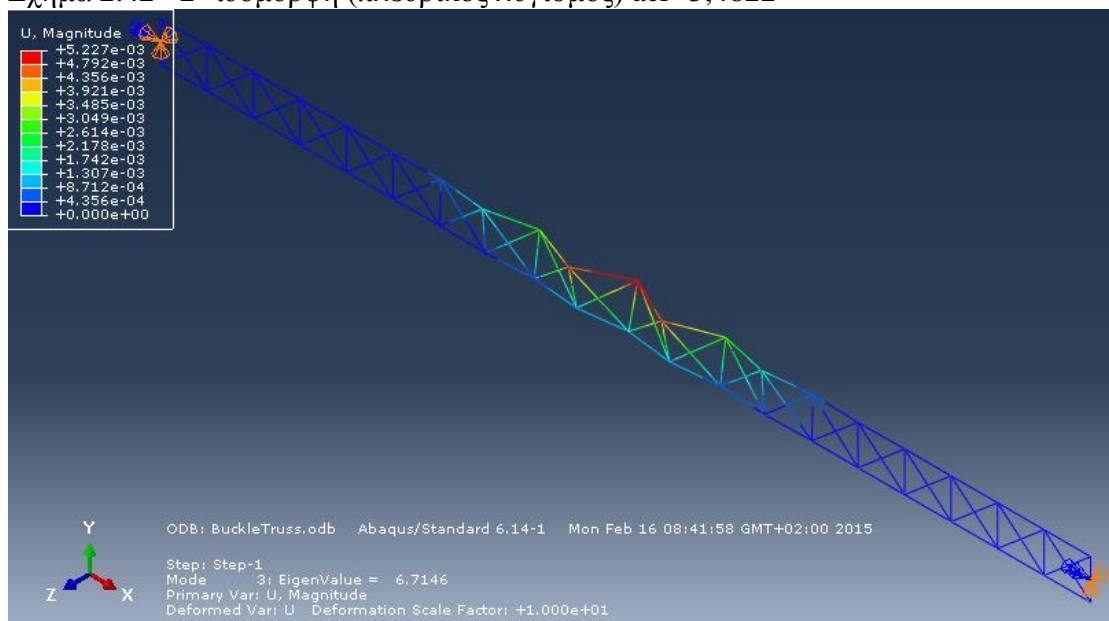 Σχήμα (πλευρικός λυγισμός)
U, Magnitude
+5.227e-03
+4.792e-03
+4.356e-03
+3.921e-03
+3.485e-03
+3.049e-03
+2.614e-03
+2.178e-03
+1.742e-03
+1.307e-03
+8.712e-04
+4.356e-04
+0.000e+00
ODB: BuckleTruss.odb Abaqus/Standard 6.14-1 Mon Feb 16 08:41:58 GMT+02:00 2015
Y
Z
X
Step: Step-1
Mode 3: EigenValue = 6.7146
Primary Var: U, Magnitude
Deformed Var: U Deformation Scale Factor: +1.000e+01